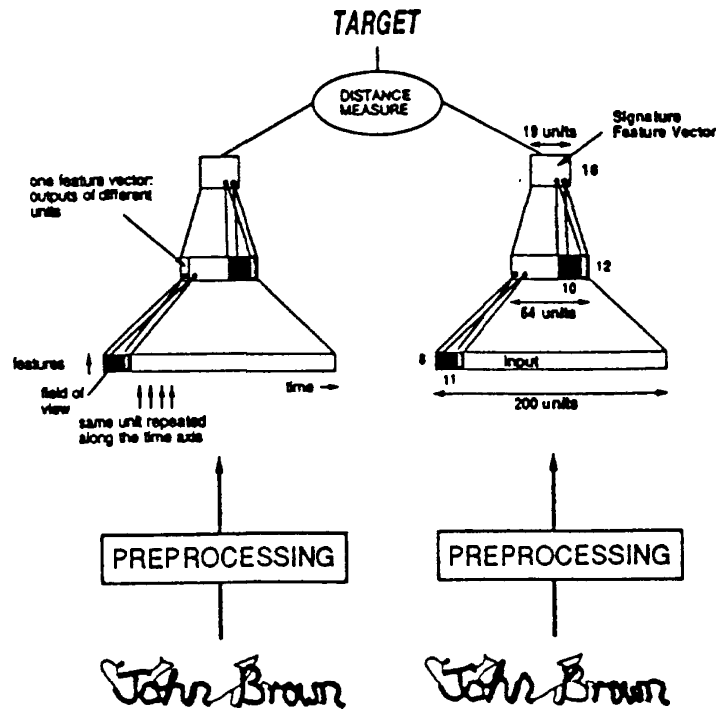 TARGET
DISTANCE
MEASURE
19 units
Signature
Feature Vector
16
one feature vector:
outputs of different
units
12
10
64 units
features
8
Input
11
time
field of
view
200 units
same unit repeated
along the time axis
PREPROCESSING
PREPROCESSING
John Brown
John Brown